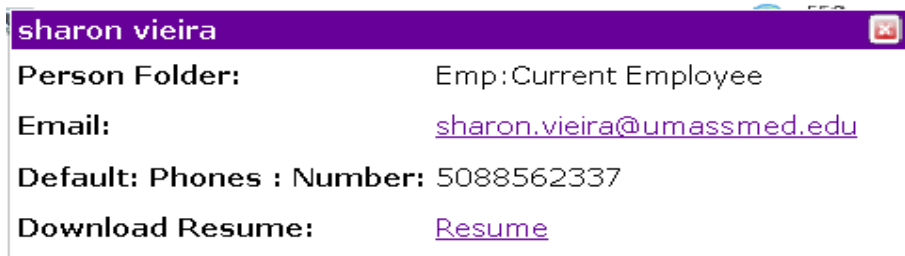 sharon vieira
Person Folder: Emp:Current Employee
Email: sharon.vieira@umassmed.edu
Default: Phones : Number: 5088562337
Download Resume: Resume